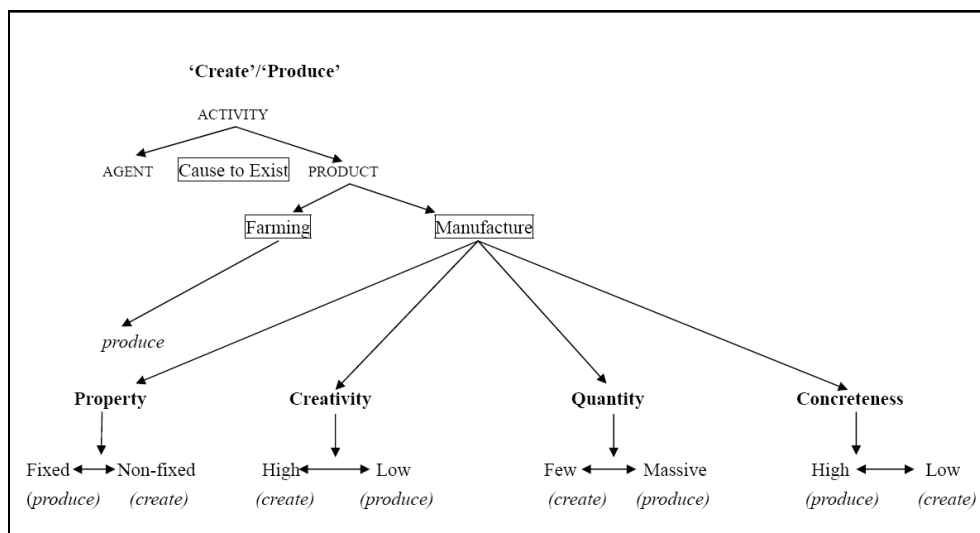 ‘Create’/‘Produce’
ACTIVITY
AGENT Cause to Exist PRODUCT
Farming Manufacture
produce
Property Creativity Quantity Concreteness
Fixed Non-fixed High Low Few Massive High Low
(produce) (create) (create) (produce) (create) (produce) (produce) (create)